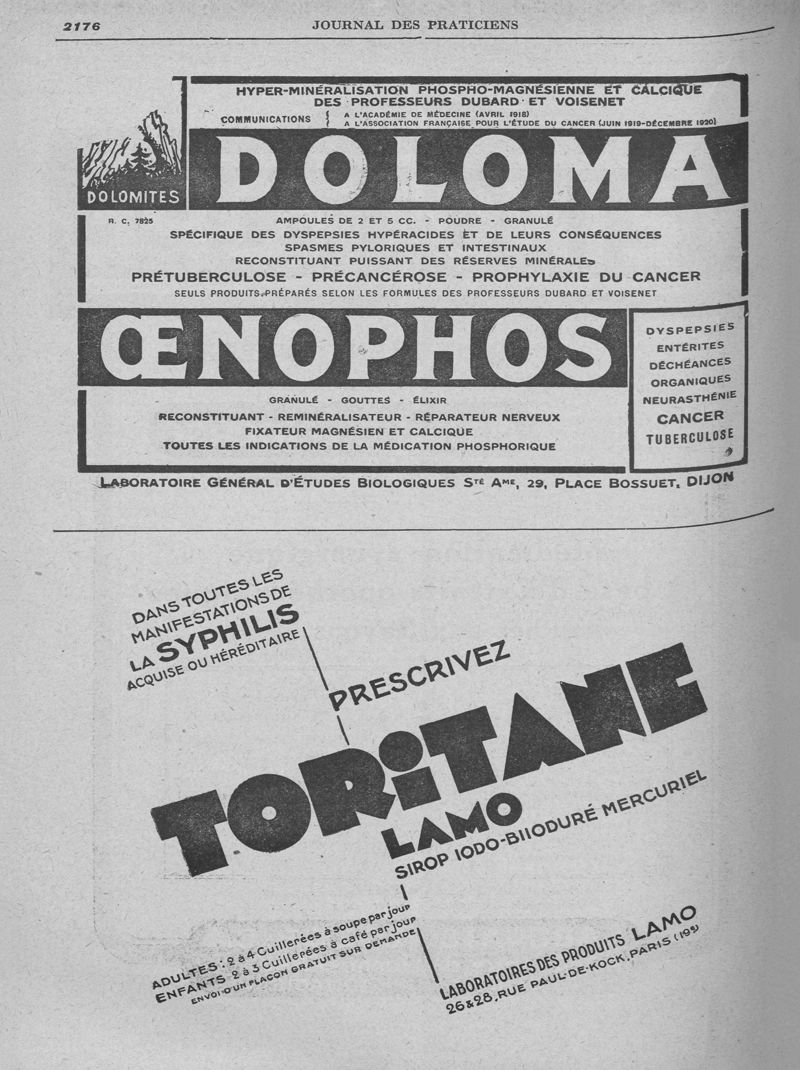 2176
JOURNAL DES PRATICIENS
HYPER-MINÉRALISATION PHOSPHO-MAGNÉSIENNE ET CALCIQUE
DES PROFESSEURS DUBARD ET VOISENET
COMMUNICATIONS { A L'ACADÉMIE DE MÉDECINE (AVRIL 1918)
A L'ASSOCIATION FRANÇAISE POUR L'ÉTUDE DU CANCER (JUIN 1919-DÉCEMBRE 1920)
DOLOMITES
DOLOMA
R. C. 7825
AMPOULES DE 2 ET 5 CC. - POUDRE - GRANULÉ
SPÉCIFIQUE DES DYSPEPSIES HYPÉRACIDES ET DE LEURS CONSÉQUENCES
SPASMES PYLORIQUES ET INTESTINAUX
RECONSTITUANT PUISSANT DES RÉSERVES MINÉRALES
PRÉTUBERCULOSE - PRÉCANCÉROSE - PROPHYLAXIE DU CANCER
SEULS PRODUITS PRÉPARÉS SELON LES FORMULES DES PROFESSEURS DUBARD ET VOISENET
ŒNOPHOS
GRANULÉ - GOUTTES - ÉLIXIR
RECONSTITUANT - REMINÉRALISATEUR - RÉPARATEUR NERVEUX
FIXATEUR MAGNÉSIEN ET CALCIQUE
TOUTES LES INDICATIONS DE LA MÉDICATION PHOSPHORIQUE
DYSPEPSIES
ENTÉRITES
DÉCHÉANCES
ORGANIQUES
NEURASTHÉNIE
CANCER
TUBERCULOSE
LABORATOIRE GÉNÉRAL D'ÉTUDES BIOLOGIQUES STÉ AME, 29, PLACE BOSSUET, DIJON
DANS TOUTES LES
MANIFESTATIONS DE
LA SYPHILIS
ACQUISE OU HÉRÉDITAIRE
PRESCRIVEZ
TORiTANE
LAMO
SIROP IODO-BIIODURÉ MERCURIEL
ADULTES : 2 à 4 Cuillerées à soupe par jour
ENFANTS 2 à 3 Cuillerées à café par jour
ENVOI D'UN FLACON GRATUIT SUR DEMANDE
LABORATOIRES DES PRODUITS LAMO
26 & 28, RUE PAUL-DE-KOCK, PARIS (19e)